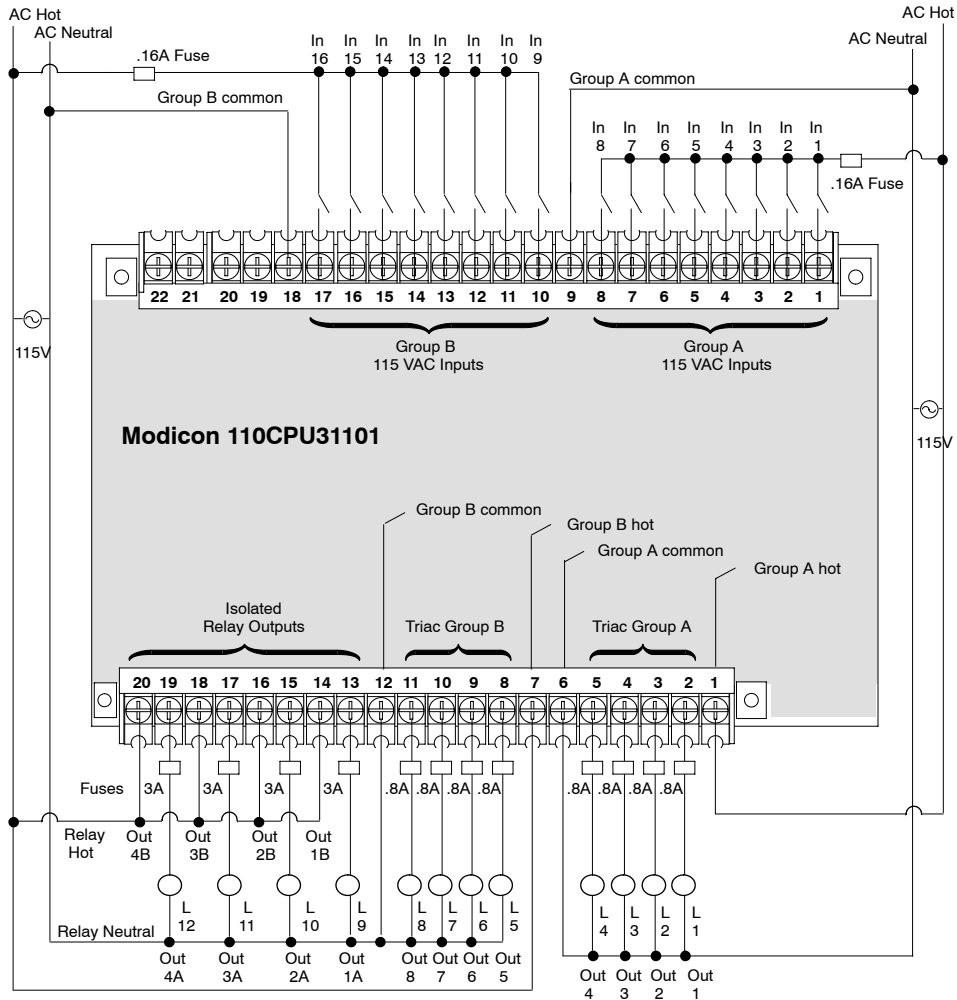 AC Hot
AC Neutral
AC Hot
AC Neutral
.16A Fuse
In 16
In 15
In 14
In 13
In 12
In 11
In 10
In 9
Group A common
Group B common
In 8
In 7
In 6
In 5
In 4
In 3
In 2
In 1
.16A Fuse
22 21 20 19 18 17 16 15 14 13 12 11 10 9 8 7 6 5 4 3 2 1
115V
Group B
115 VAC Inputs
Group A
115 VAC Inputs
115V
Modicon 110CPU31101
Group B common
Group B hot
Group A common
Group A hot
Isolated
Relay Outputs
Triac Group B
Triac Group A
20 19 18 17 16 15 14 13 12 11 10 9 8 7 6 5 4 3 2 1
Fuses 3A 3A 3A 3A .8A .8A .8A .8A .8A .8A .8A
Relay
Hot
Out 4B
Out 3B
Out 2B
Out 1B
L 12
L 11
L 10
L 9
L 8
L 7
L 6
L 5
L 4
L 3
L 2
L 1
Relay Neutral
Out 4A
Out 3A
Out 2A
Out 1A
Out 8
Out 7
Out 6
Out 5
Out 4
Out 3
Out 2
Out 1